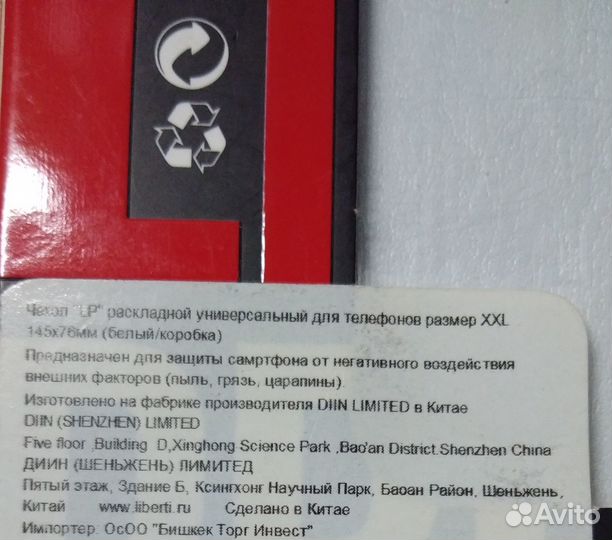 Чехол "LP" раскладной универсальный для телефонов размер XXL
145x76мм (белый/коробка)
Предназначен для защиты самртфона от негативного воздействия
внешних факторов (пыль, грязь, царапины)
Изготовлено на фабрике производителя DIIN LIMITED в Китае
DIIN (SHENZHEN) LIMITED
Five floor ,Building D,Xinghong Science Park ,Bao'an District.Shenzhen China
ДИИН (ШЕНЬЖЕНЬ) ЛИМИТЕД
Пятый этаж, Здание Б, Ксингхонг Научный Парк, Баоан Район, Шеньжень,
Китай www.liberti.ru Сделано в Китае
Импортер: ОсОО "Бишкек Торг Инвест"
Avito